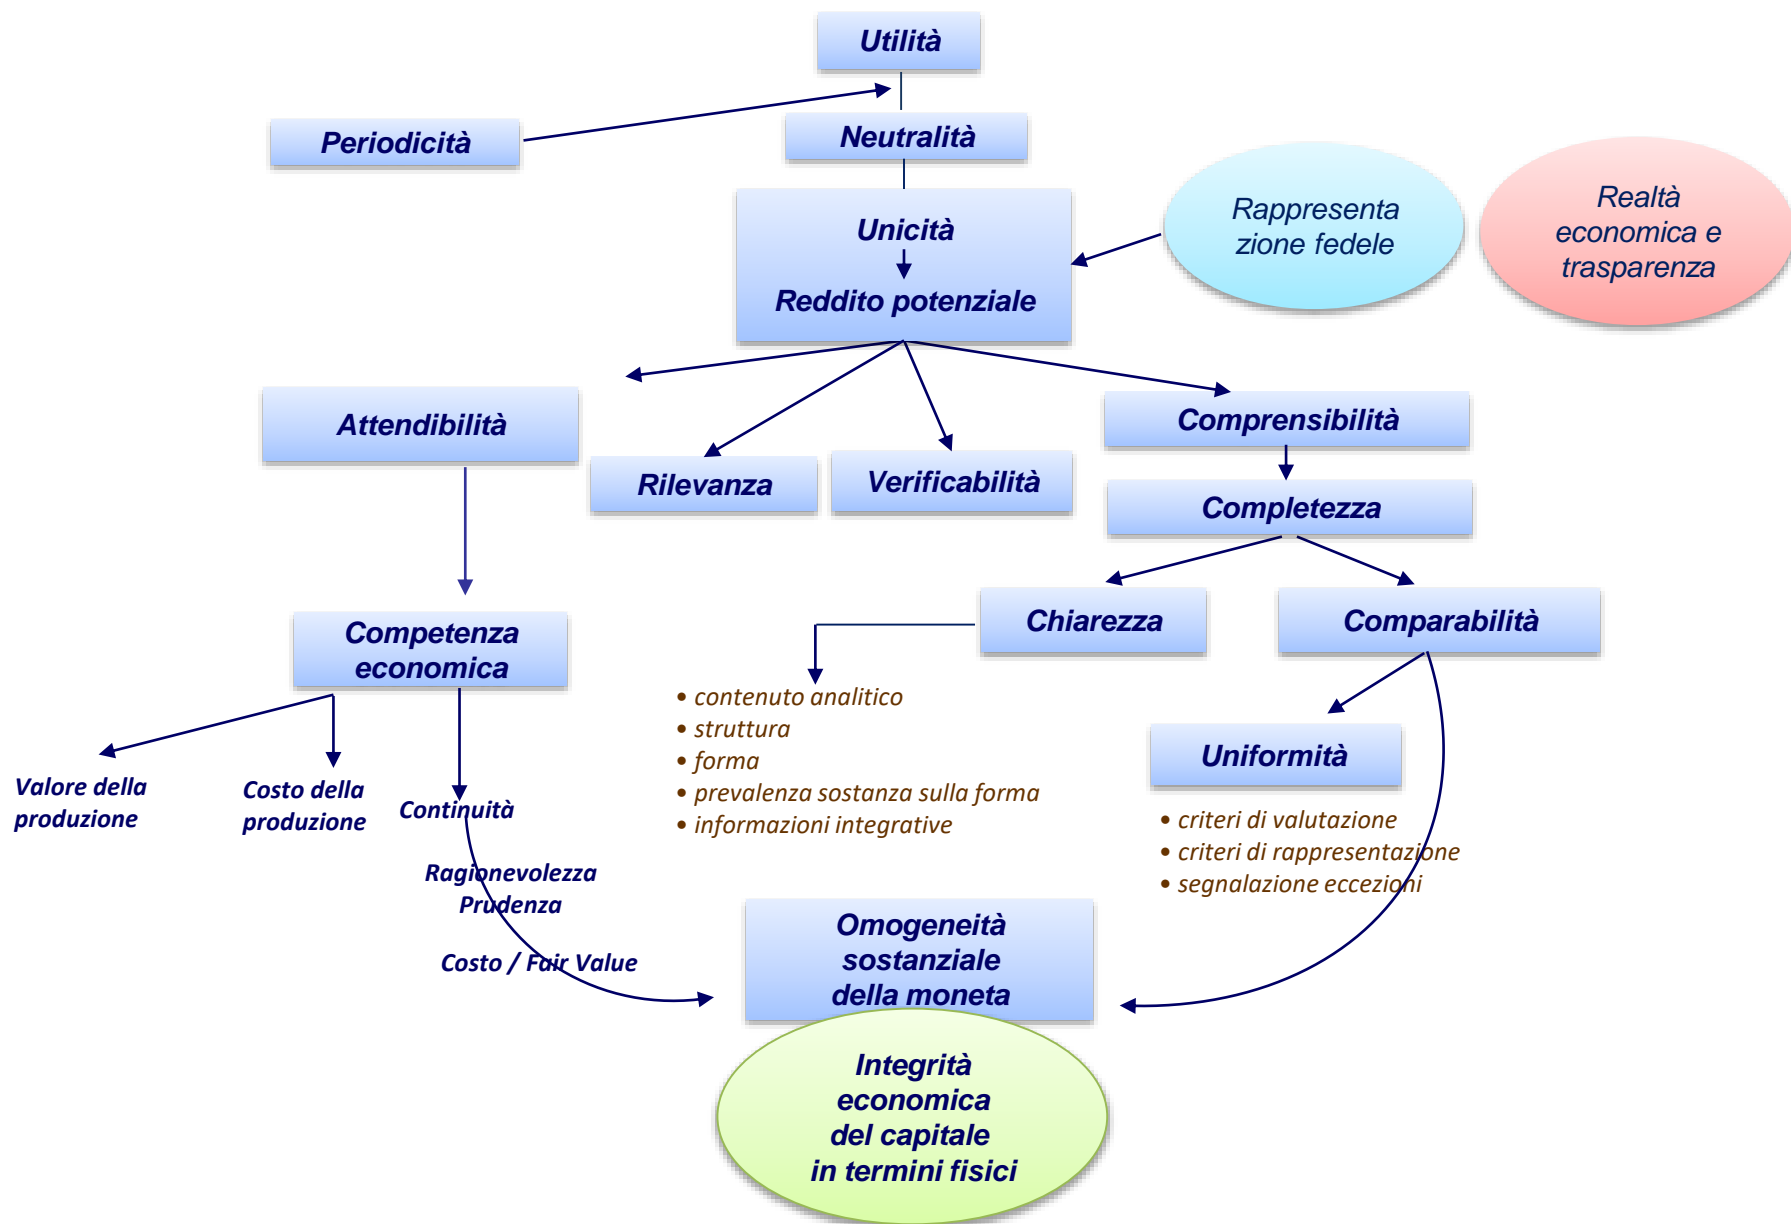 Utilità
Periodicità
Neutralità
Unicità
Reddito potenziale
Rappresenta
zione fedele
Realtà
economica e
trasparenza
Attendibilità
Rilevanza
Verificabilità
Comprensibilità
Completezza
Chiarezza
Comparabilità
Competenza
economica
• contenuto analitico
• struttura
• forma
• prevalenza sostanza sulla forma
• informazioni integrative
Uniformità
• criteri di valutazione
• criteri di rappresentazione
• segnalazione eccezioni
Valore della
produzione
Costo della
produzione
Continuità
Ragionevolezza
Prudenza
Costo / Fair Value
Omogeneità
sostanziale
della moneta
Integrità
economica
del capitale
in termini fisici